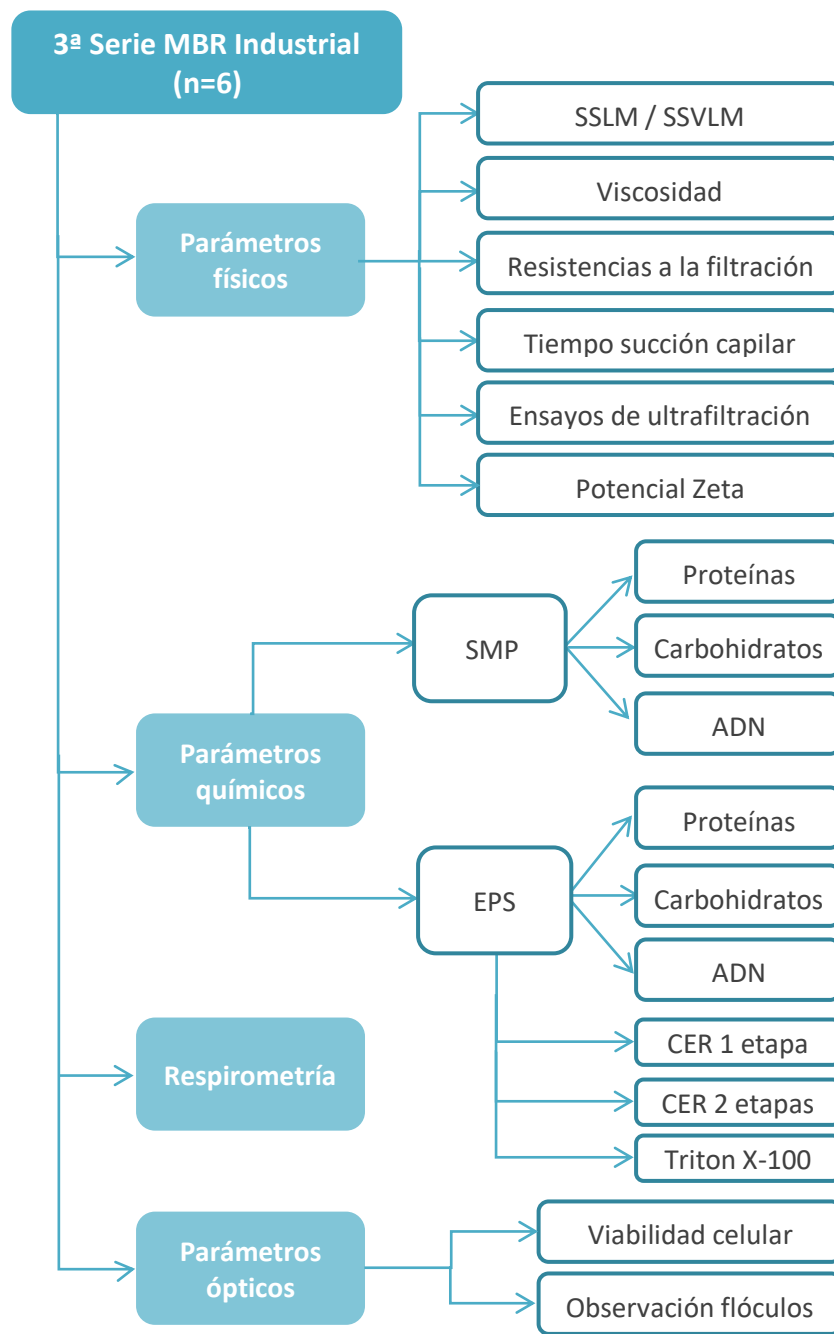 3ª Serie MBR Industrial
(n=6)
SSLM / SSVLM
Viscosidad
Parámetros
físicos
Resistencias a la filtración
Tiempo succión capilar
Ensayos de ultrafiltración
Potencial Zeta
Proteínas
SMP
Carbohidratos
ADN
Parámetros
químicos
Proteínas
EPS
Carbohidratos
ADN
CER 1 etapa
Respirometría
CER 2 etapas
Triton X-100
Parámetros
ópticos
Viabilidad celular
Observación flóculos